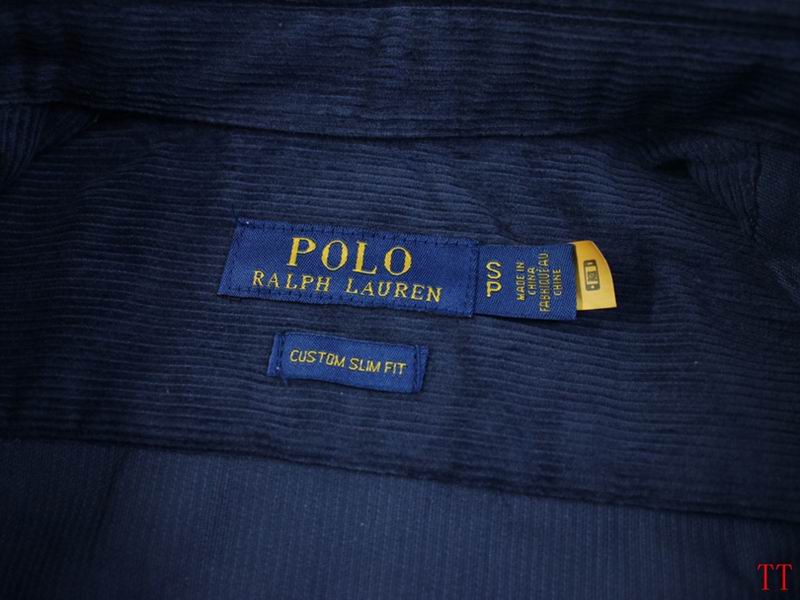 POLO
RALPH LAUREN
S
P
MADE IN
CHINA
FABRIQUÉ AU
CHINE
CUSTOM SLIM FIT
TT